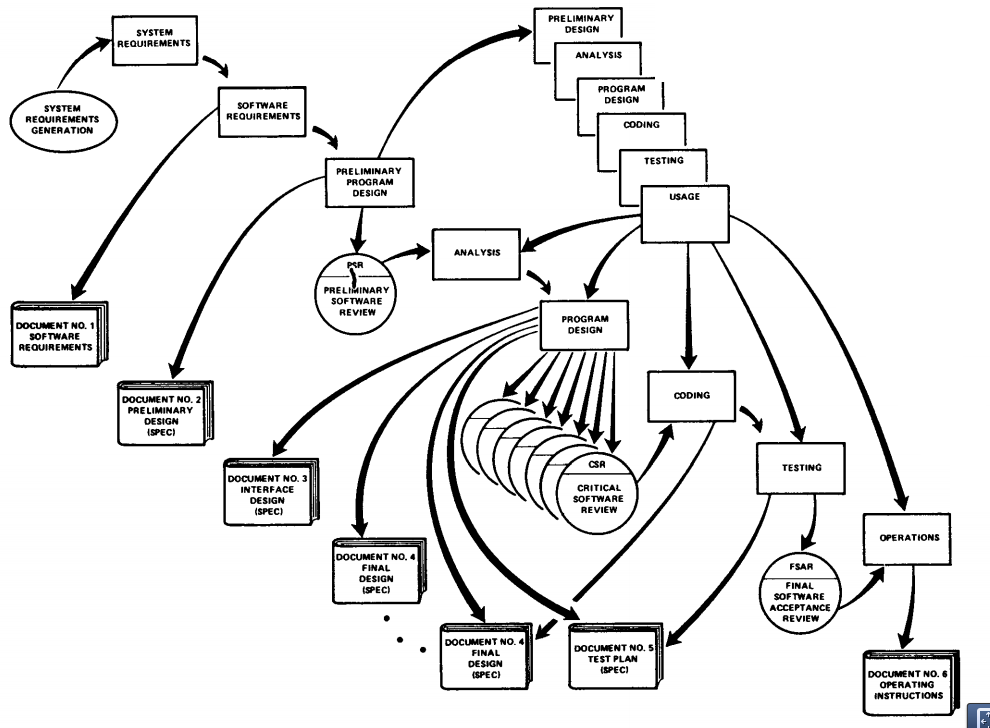 SYSTEM
REQUIREMENTS
SYSTEM
REQUIREMENTS
GENERATION
SOFTWARE
REQUIREMENTS
PRELIMINARY
PROGRAM
DESIGN
PRELIMINARY
DESIGN
ANALYSIS
PROGRAM
DESIGN
CODING
TESTING
USAGE
PSR
PRELIMINARY
SOFTWARE
REVIEW
ANALYSIS
PROGRAM
DESIGN
CODING
TESTING
OPERATIONS
CSR
CRITICAL
SOFTWARE
REVIEW
FSAR
FINAL
SOFTWARE
ACCEPTANCE
REVIEW
DOCUMENT NO. 1
SOFTWARE
REQUIREMENTS
DOCUMENT NO. 2
PRELIMINARY
DESIGN
(SPEC)
DOCUMENT NO. 3
INTERFACE
DESIGN
(SPEC)
DOCUMENT NO. 4
FINAL
DESIGN
(SPEC)
DOCUMENT NO. 4
FINAL
DESIGN
(SPEC)
DOCUMENT NO. 5
TEST PLAN
(SPEC)
DOCUMENT NO. 6
OPERATING
INSTRUCTIONS